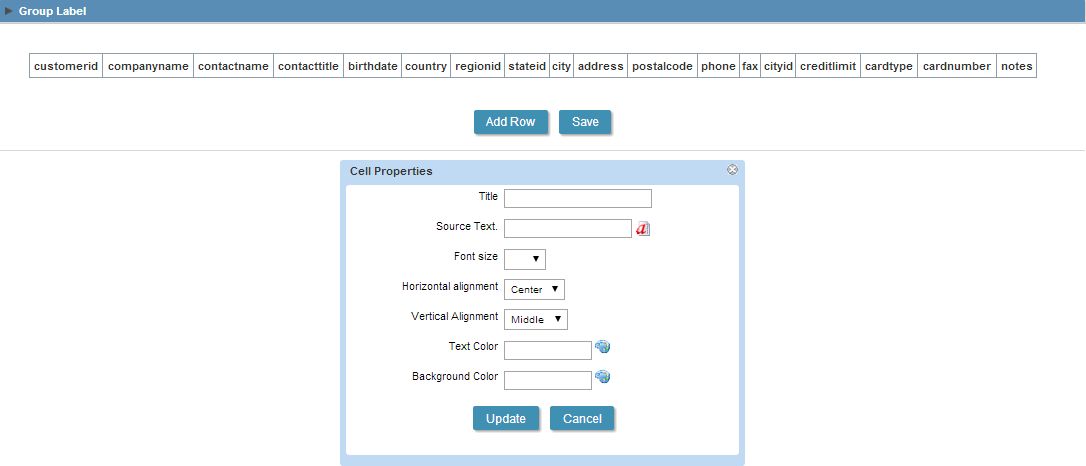 Group Label
customerid companyname contactname contacttitle birthdate country regionid stateid city address postalcode phone fax cityid creditlimit cardtype cardnumber notes
Add Row Save
Cell Properties
Title
Source Text.
Font size
Horizontal alignment Center
Vertical Alignment Middle
Text Color
Background Color
Update Cancel